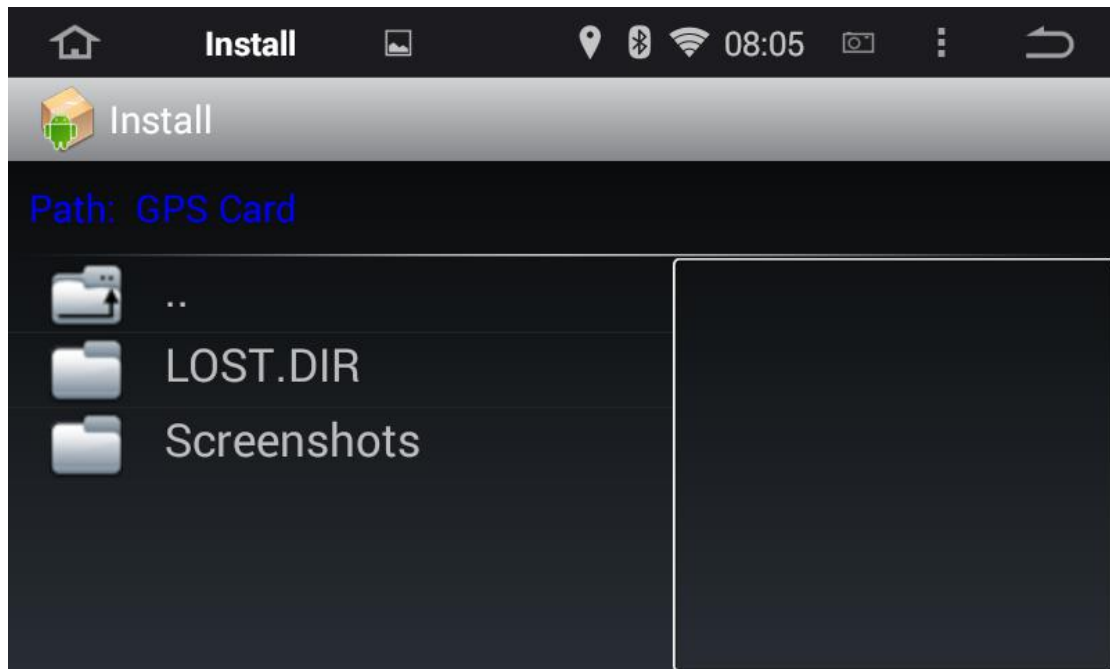 Install 08:05
Install
Path: GPS Card
..
LOST.DIR
Screenshots